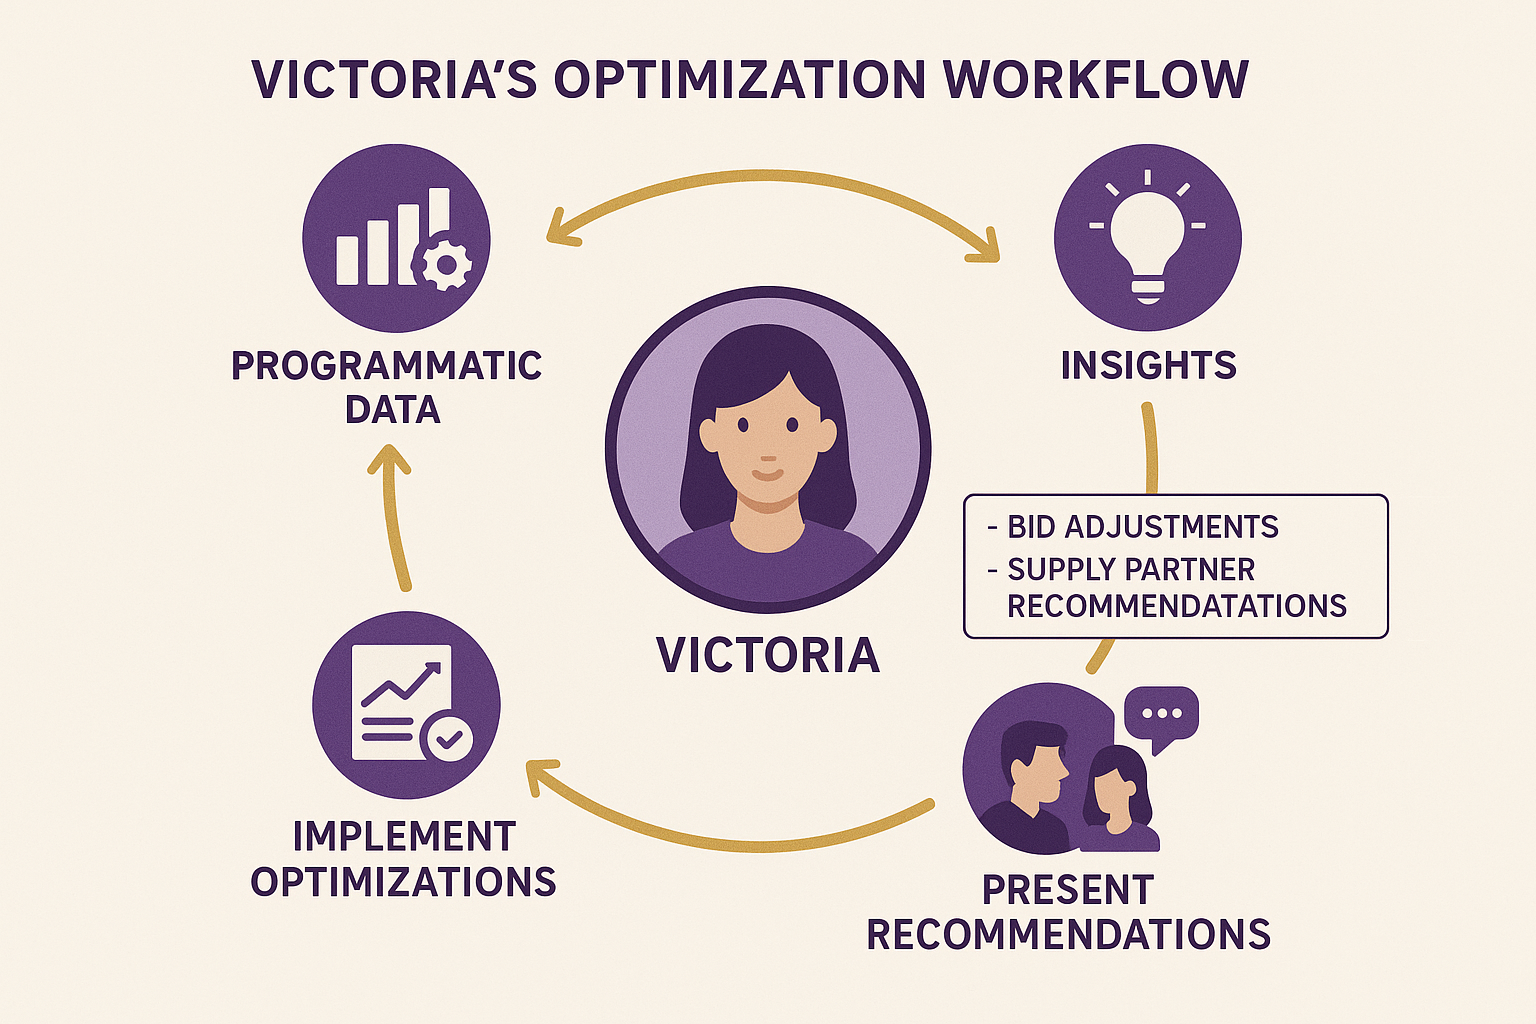 VICTORIA'S OPTIMIZATION WORKFLOW
PROGRAMMATIC
DATA
INSIGHTS
- BID ADJUSTMENTS
- SUPPLY PARTNER
RECOMMENDATATIONS
VICTORIA
IMPLEMENT
OPTIMIZATIONS
PRESENT
RECOMMENDATIONS